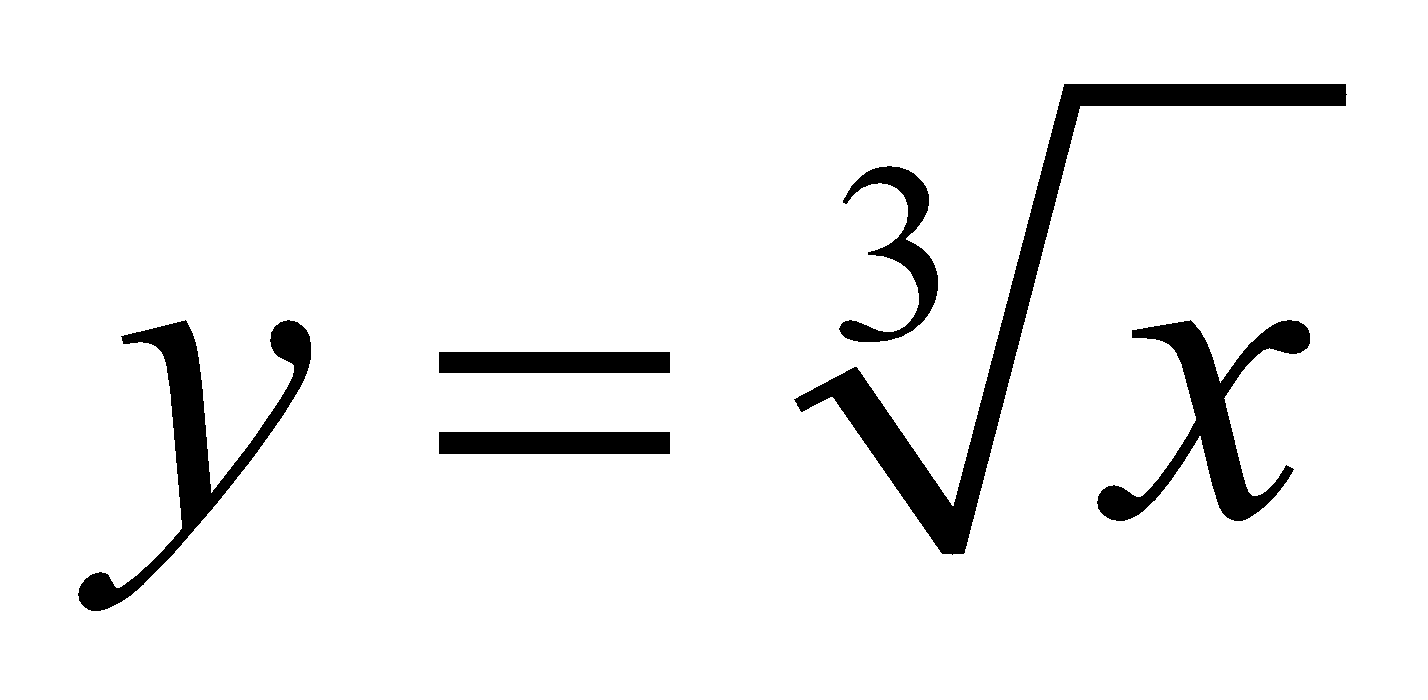 y = ∛x